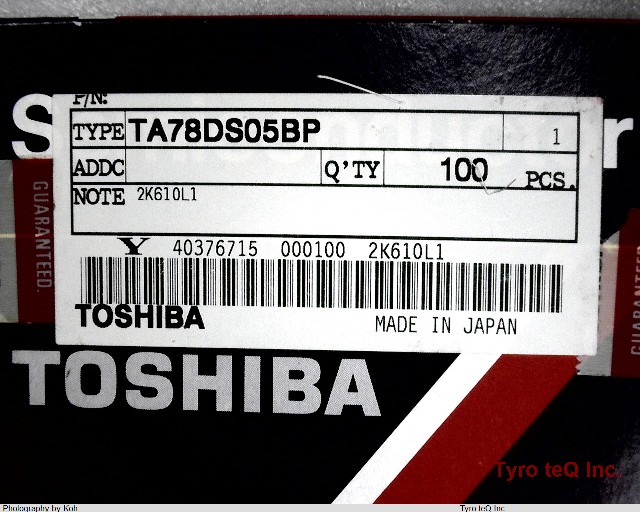 P/N:
TYPE TA78DS05BP 1
ADDC Q'TY 100 PCS.
NOTE 2K610L1
Y 40376715 000100 2K610L1
TOSHIBA MADE IN JAPAN
GUARANTEED.
GUARANTEED
TOSHIBA
Tyro teQ Inc.
Photography by Koh Tyro teQ Inc